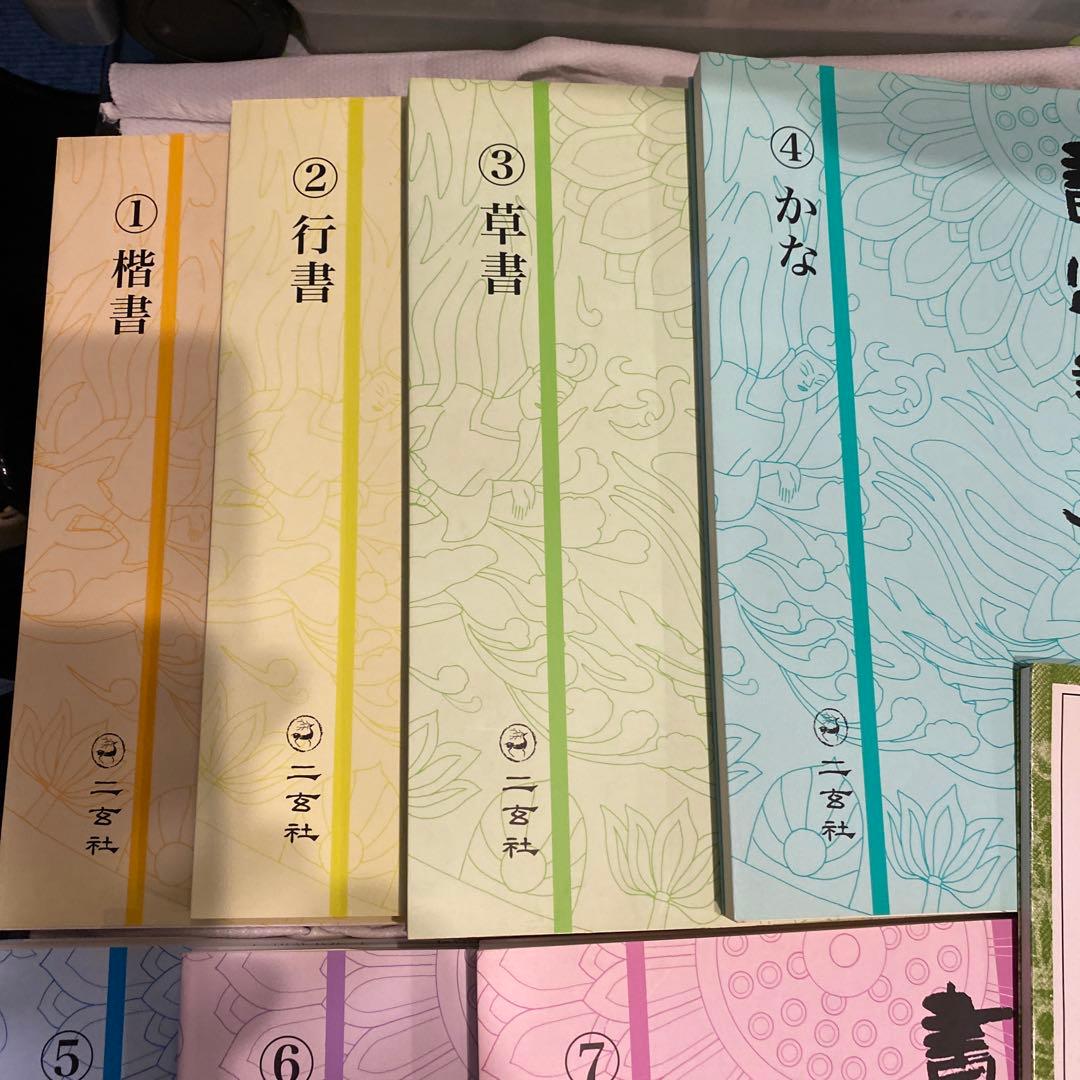 ① 楷書
二玄社
② 行書
二玄社
③ 草書
二玄社
④ かな
二玄社
⑤
⑥
⑦
書